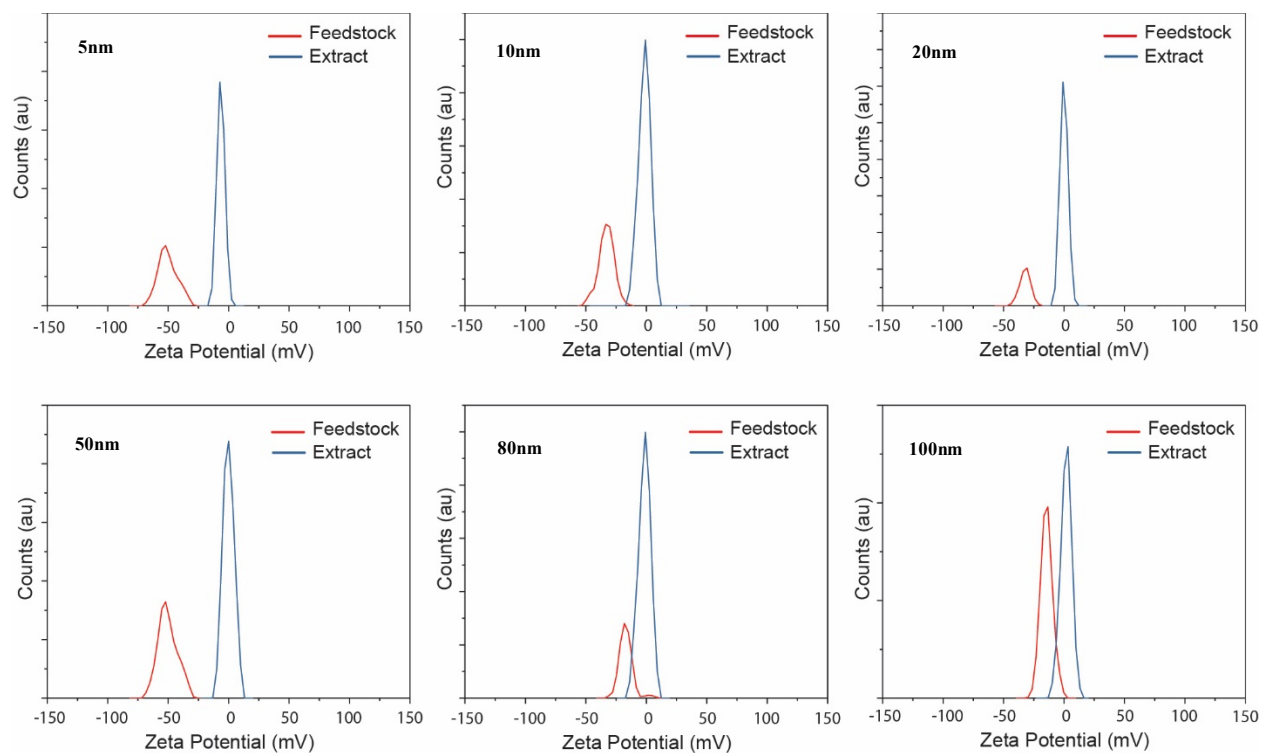 5nm
Feedstock
Extract
Counts (au)
-150 -100 -50 0 50 100 150
Zeta Potential (mV)
10nm
Feedstock
Extract
Counts (au)
-150 -100 -50 0 50 100 150
Zeta Potential (mV)
20nm
Feedstock
Extract
Counts (au)
-150 -100 -50 0 50 100 150
Zeta Potential (mV)
50nm
Feedstock
Extract
Counts (au)
-150 -100 -50 0 50 100 150
Zeta Potential (mV)
80nm
Feedstock
Extract
Counts (au)
-150 -100 -50 0 50 100 150
Zeta Potential (mV)
100nm
Feedstock
Extract
Counts (au)
-150 -100 -50 0 50 100 150
Zeta Potential (mV)